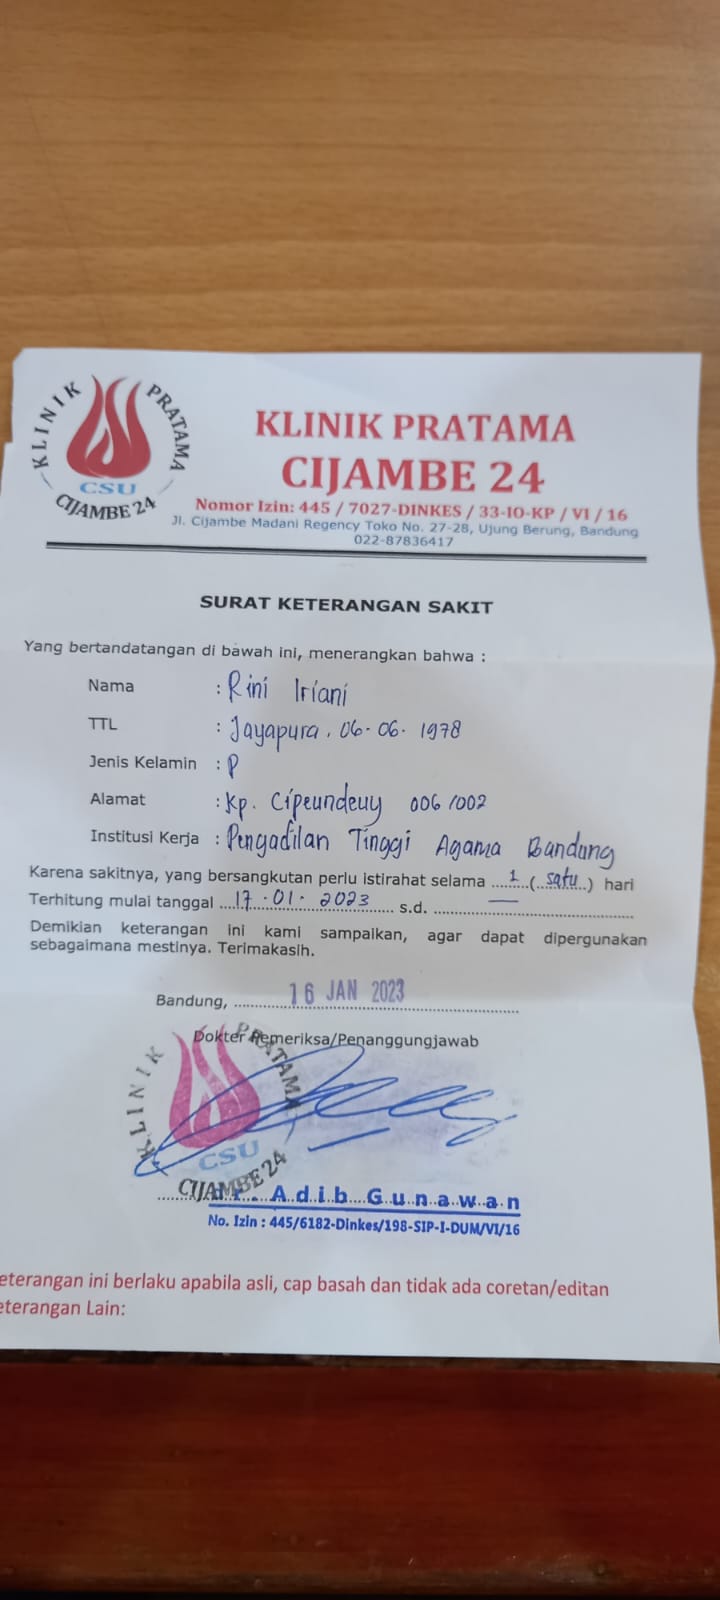 KLINIK PRATAMA
CSU
CIJAMBE 24
KLINIK PRATAMA
CIJAMBE 24
Nomor Izin: 445 / 7027-DINKES / 33-IO-KP / VI / 16
Jl. Cijambe Madani Regency Toko No. 27-28, Ujung Berung, Bandung
022-87836417
SURAT KETERANGAN SAKIT
Yang bertandatangan di bawah ini, menerangkan bahwa :
Nama : Rini Iriani
TTL : Jayapura, 06-06-1978
Jenis Kelamin : P
Alamat : Kp. Cipeundeuy 006/002
Institusi Kerja : Pengadilan Tinggi Agama Bandung
Karena sakitnya, yang bersangkutan perlu istirahat selama 1 (satu) hari
Terhitung mulai tanggal 17-01-2023 s.d. —
Demikian keterangan ini kami sampaikan, agar dapat dipergunakan
sebagaimana mestinya. Terimakasih.
Bandung, 16 JAN 2023
Dokter Pemeriksa/Penanggungjawab
KLINIK PRATAMA
CSU
CIJAMBE 24
Adib Gunawan
No. Izin : 445/6182-Dinkes/198-SIP-I-DUM/VI/16
eterangan ini berlaku apabila asli, cap basah dan tidak ada coretan/editan
eterangan Lain: